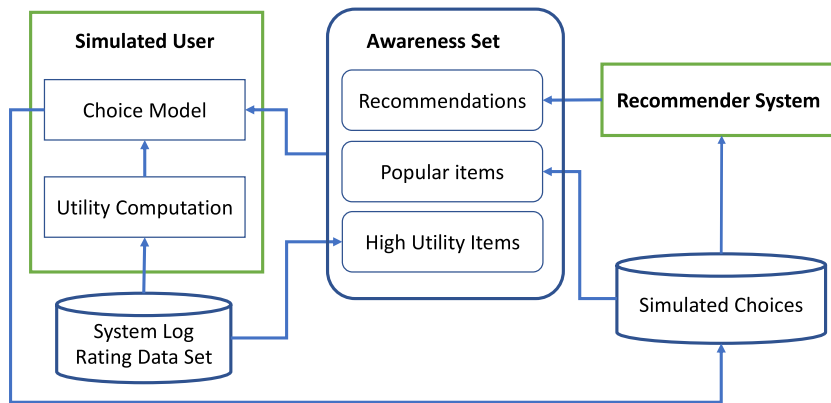 Simulated User
Choice Model
Utility Computation
System Log
Rating Data Set
Awareness Set
Recommendations
Popular items
High Utility Items
Recommender System
Simulated Choices